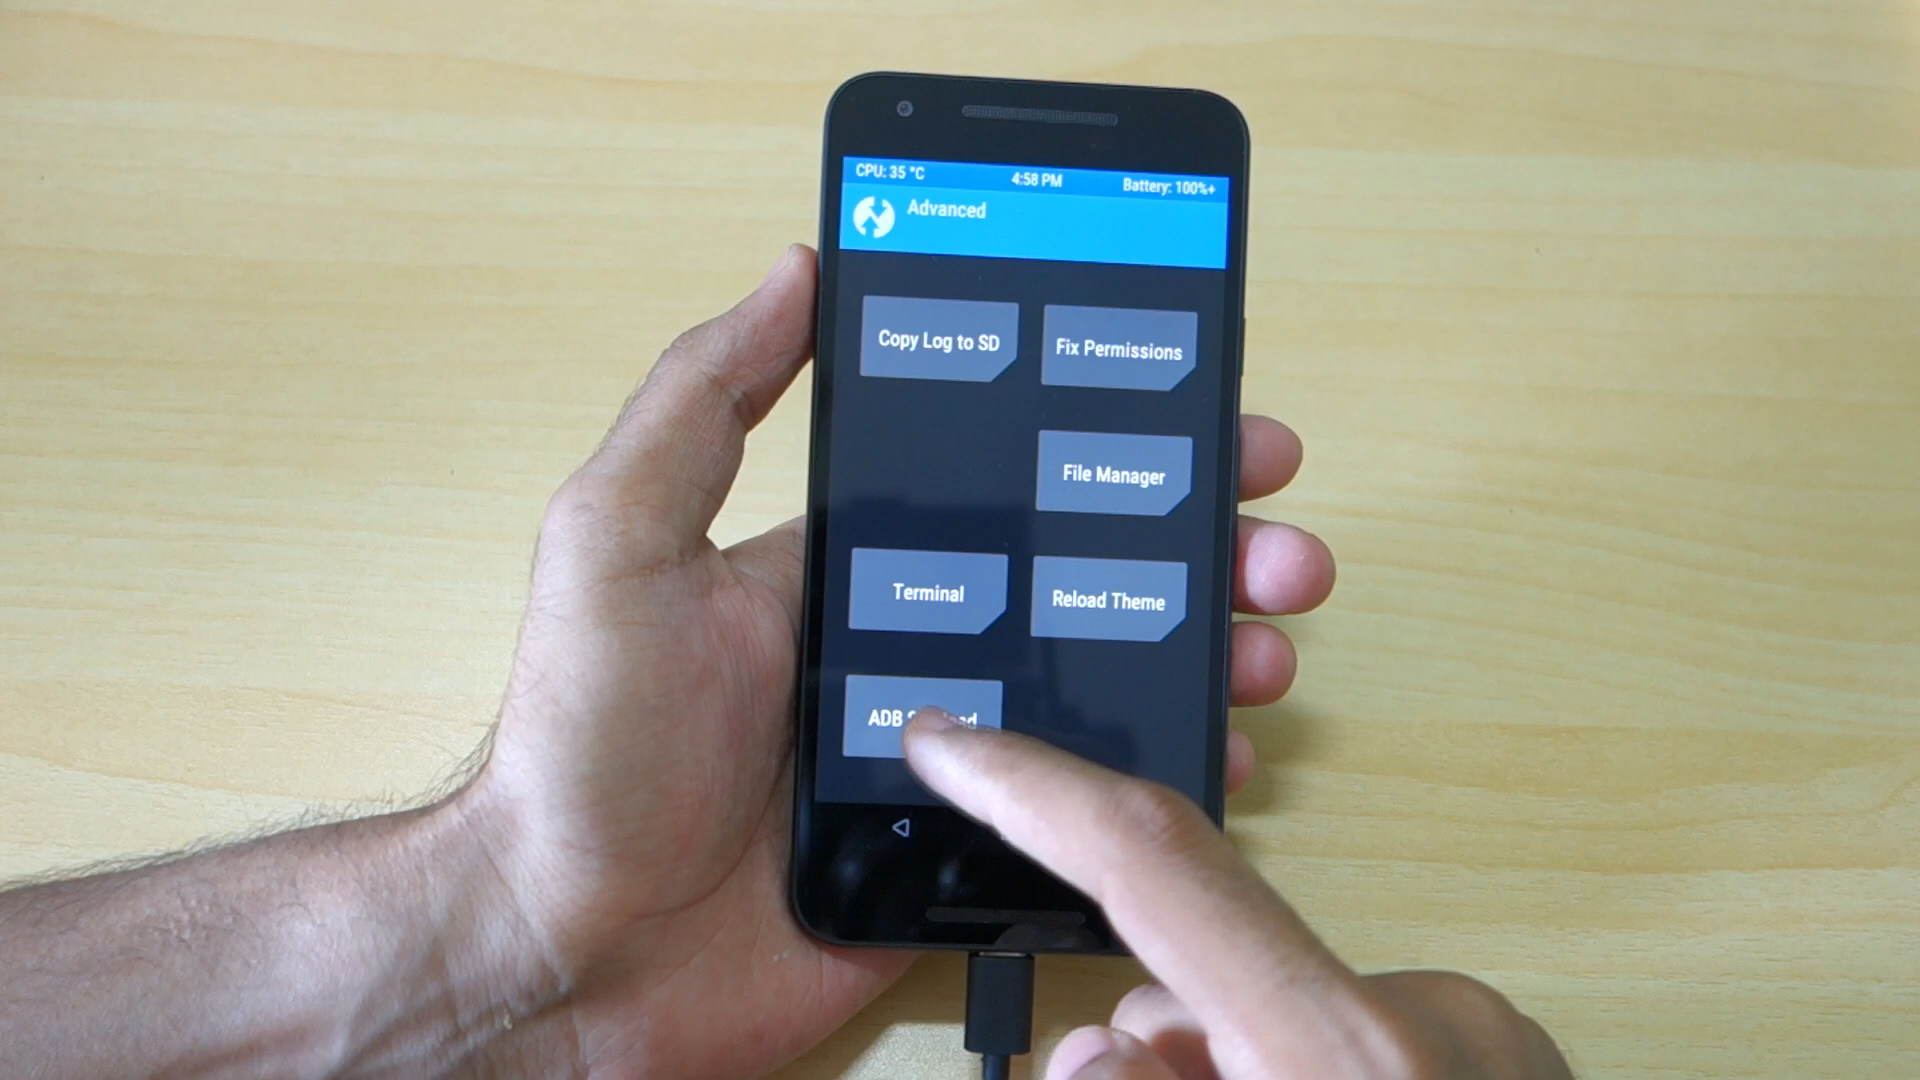 CPU: 35 °C 4:58 PM Battery: 100%+
Advanced
Copy Log to SD
Fix Permissions
File Manager
Terminal
Reload Theme
ADB